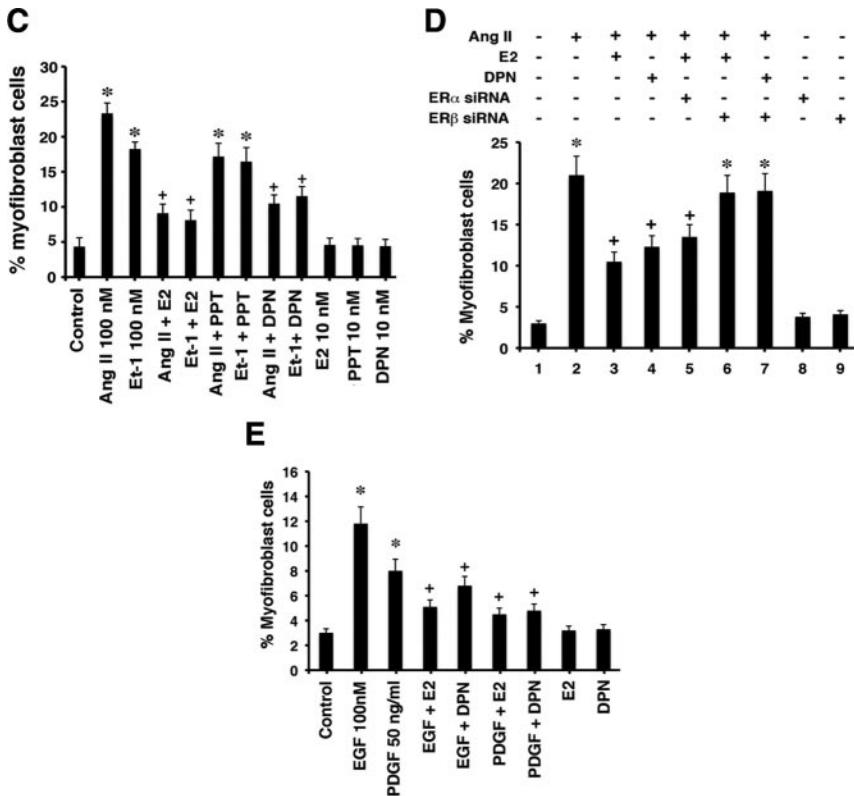 C
% myofibroblast cells
30
25
20
15
10
5
0
* * + + * * + +
Control
Ang II 100 nM
Et-1 100 nM
Ang II + E2
Et-1 + E2
Ang II + PPT
Et-1 + PPT
Ang II + DPN
Et-1+ DPN
E2 10 nM
PPT 10 nM
DPN 10 nM
D
Ang II - + + + + + + - -
E2 - - + - + + - - -
DPN - - - + - - + - -
ERα siRNA - - - - + - - + -
ERβ siRNA - - - - - + + - +
% Myofibroblast cells
25
20
15
10
5
0
* + + + * *
1 2 3 4 5 6 7 8 9
E
% Myofibroblast cells
16
14
12
10
8
6
4
2
0
* * + + + +
Control
EGF 100nM
PDGF 50 ng/ml
EGF + E2
EGF + DPN
PDGF + E2
PDGF + DPN
E2
DPN